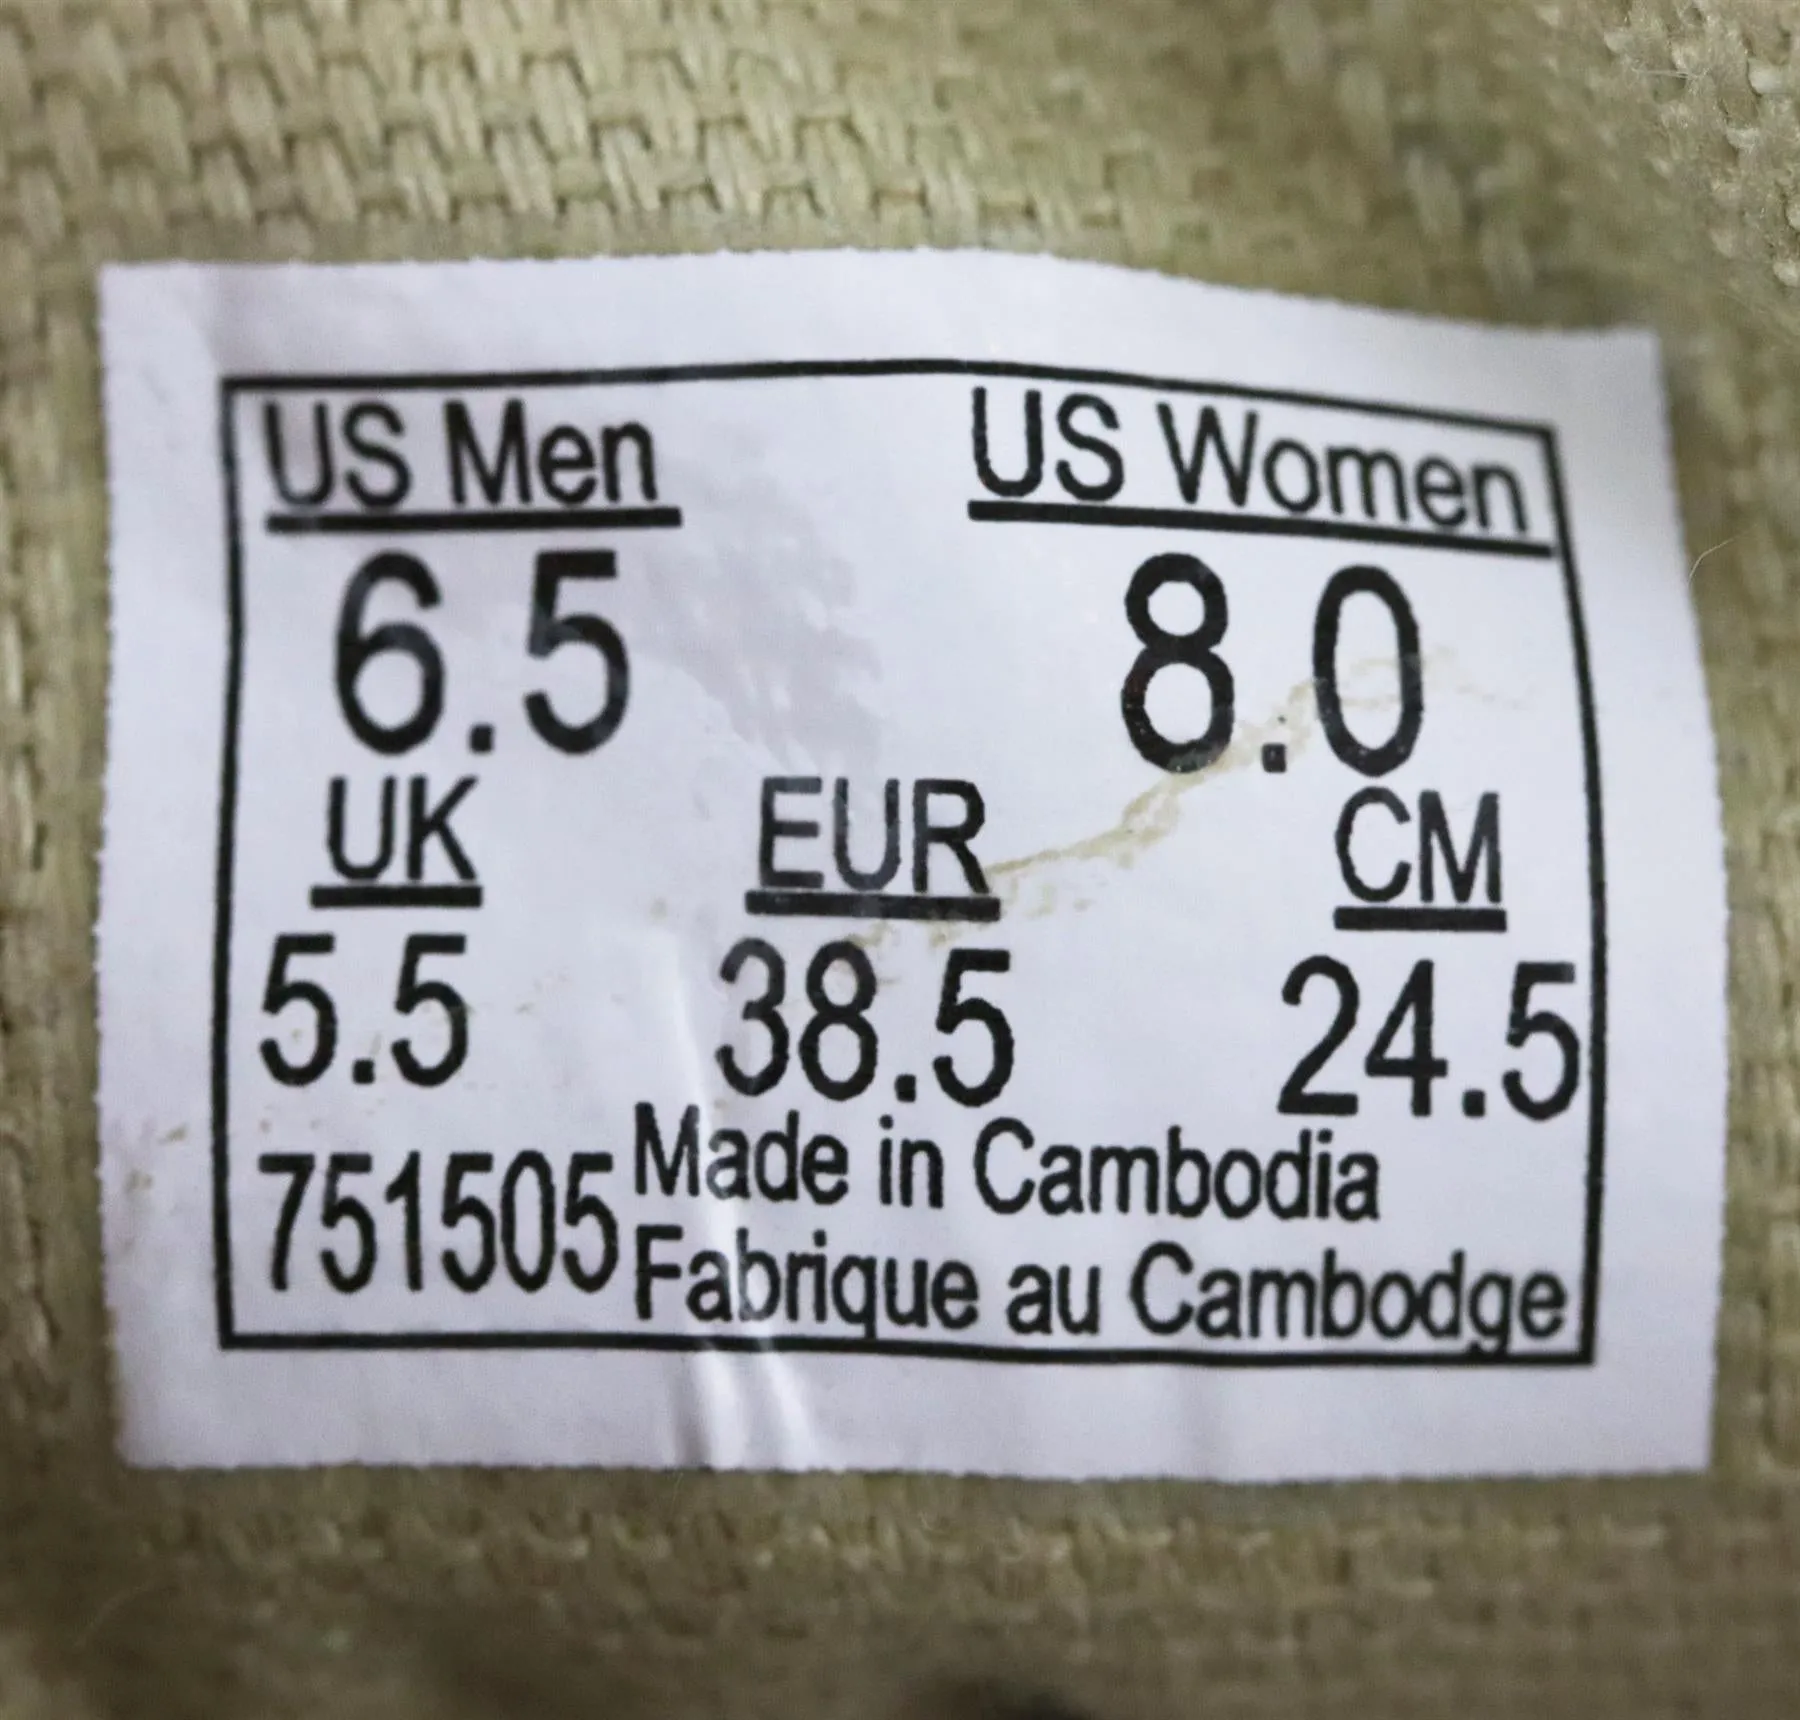 US Men US Women
6.5 8.0
UK EUR CM
5.5 38.5 24.5
751505 Made in Cambodia
Fabrique au Cambodge